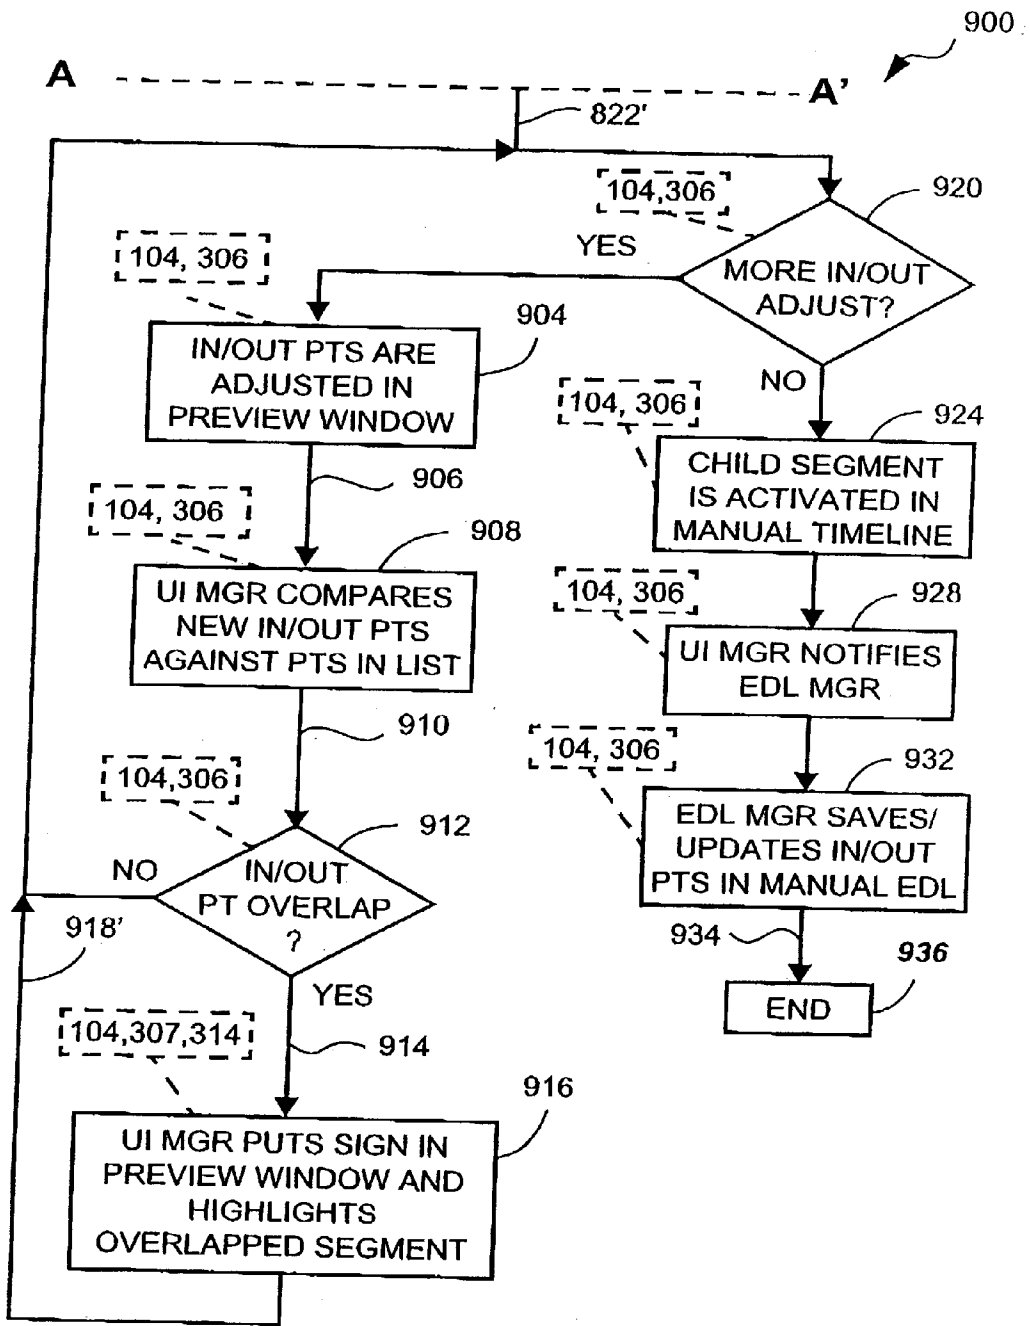 900
A
A'
822'
104,306
920
YES
MORE IN/OUT
ADJUST?
104, 306
904
IN/OUT PTS ARE
ADJUSTED IN
PREVIEW WINDOW
NO
104, 306
924
CHILD SEGMENT
IS ACTIVATED IN
MANUAL TIMELINE
906
104, 306
908
UI MGR COMPARES
NEW IN/OUT PTS
AGAINST PTS IN LIST
104, 306
928
UI MGR NOTIFIES
EDL MGR
910
104, 306
932
EDL MGR SAVES/
UPDATES IN/OUT
PTS IN MANUAL EDL
104,306
912
NO
IN/OUT
PT OVERLAP
?
918'
934
936
END
YES
104,307,314
914
916
UI MGR PUTS SIGN IN
PREVIEW WINDOW AND
HIGHLIGHTS
OVERLAPPED SEGMENT